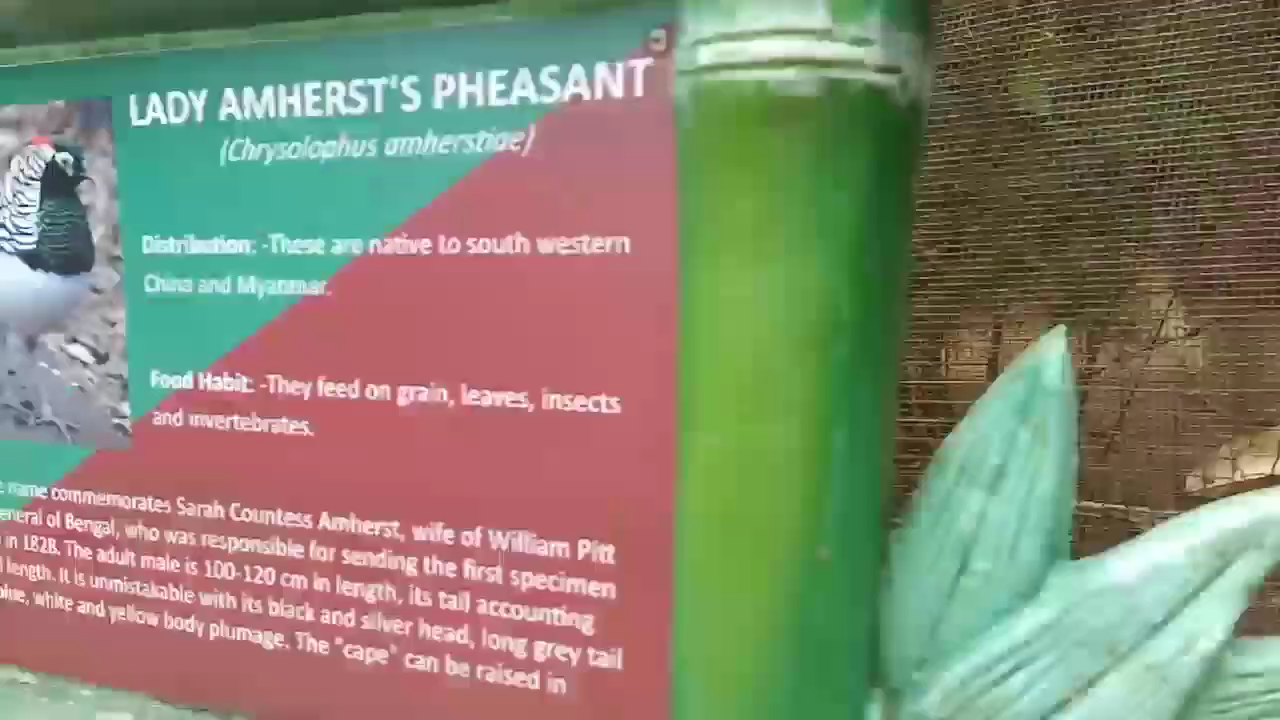 LADY AMHERST'S PHEASANT
(Chrysolophus amherstiae)
Distribution: -These are native to south western
China and Myanmar.
Food Habit: -They feed on grain, leaves, insects
and invertebrates.
name commemorates Sarah Countess Amherst, wife of William Pitt
of Bengal, who was responsible for sending the first specimen
in 1828. The adult male is 100-120 cm in length, its tail accounting
length. It is unmistakable with its black and silver head, long grey tail
white and yellow body plumage. The "cape" can be raised in